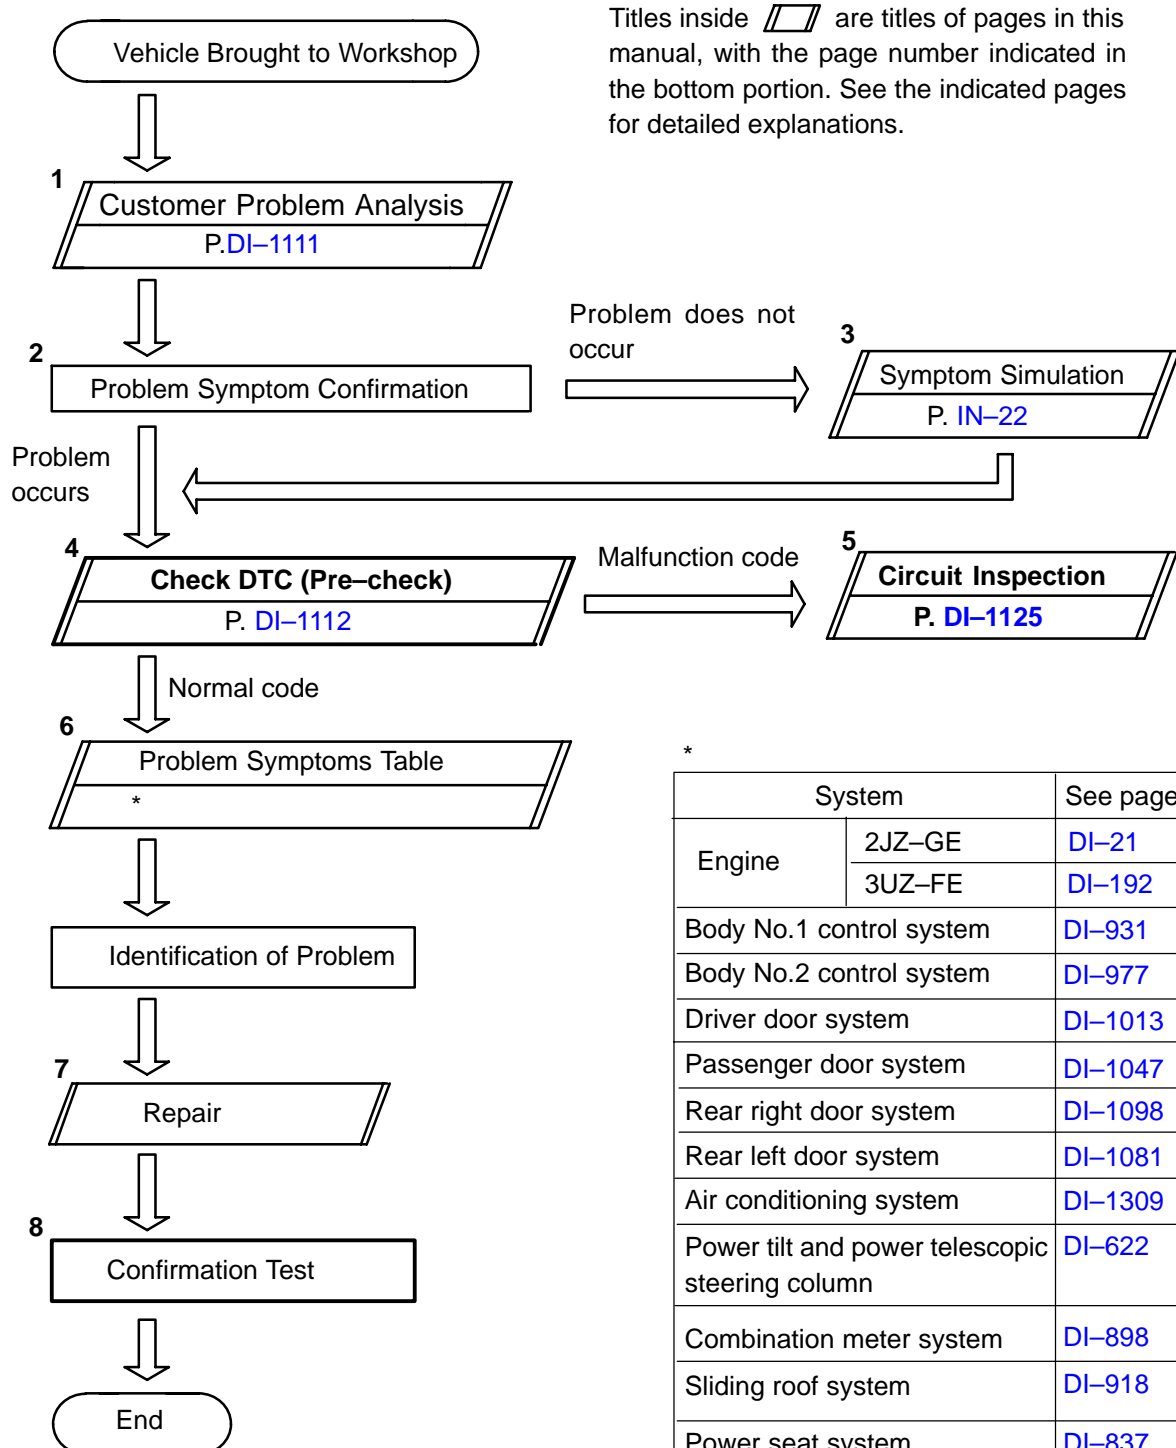 Vehicle Brought to Workshop
Titles inside are titles of pages in this
manual, with the page number indicated in
the bottom portion. See the indicated pages
for detailed explanations.
1
Customer Problem Analysis
P.DI–1111
2
Problem Symptom Confirmation
Problem does not
occur
3
Symptom Simulation
P. IN–22
Problem
occurs
4
Check DTC (Pre–check)
P. DI–1112
Malfunction code
5
Circuit Inspection
P. DI–1125
Normal code
6
Problem Symptoms Table
*
Identification of Problem
7
Repair
8
Confirmation Test
End
*
System See page
Engine 2JZ–GE DI–21
3UZ–FE DI–192
Body No.1 control system DI–931
Body No.2 control system DI–977
Driver door system DI–1013
Passenger door system DI–1047
Rear right door system DI–1098
Rear left door system DI–1081
Air conditioning system DI–1309
Power tilt and power telescopic DI–622
steering column
Combination meter system DI–898
Sliding roof system DI–918
Power seat system DI–837